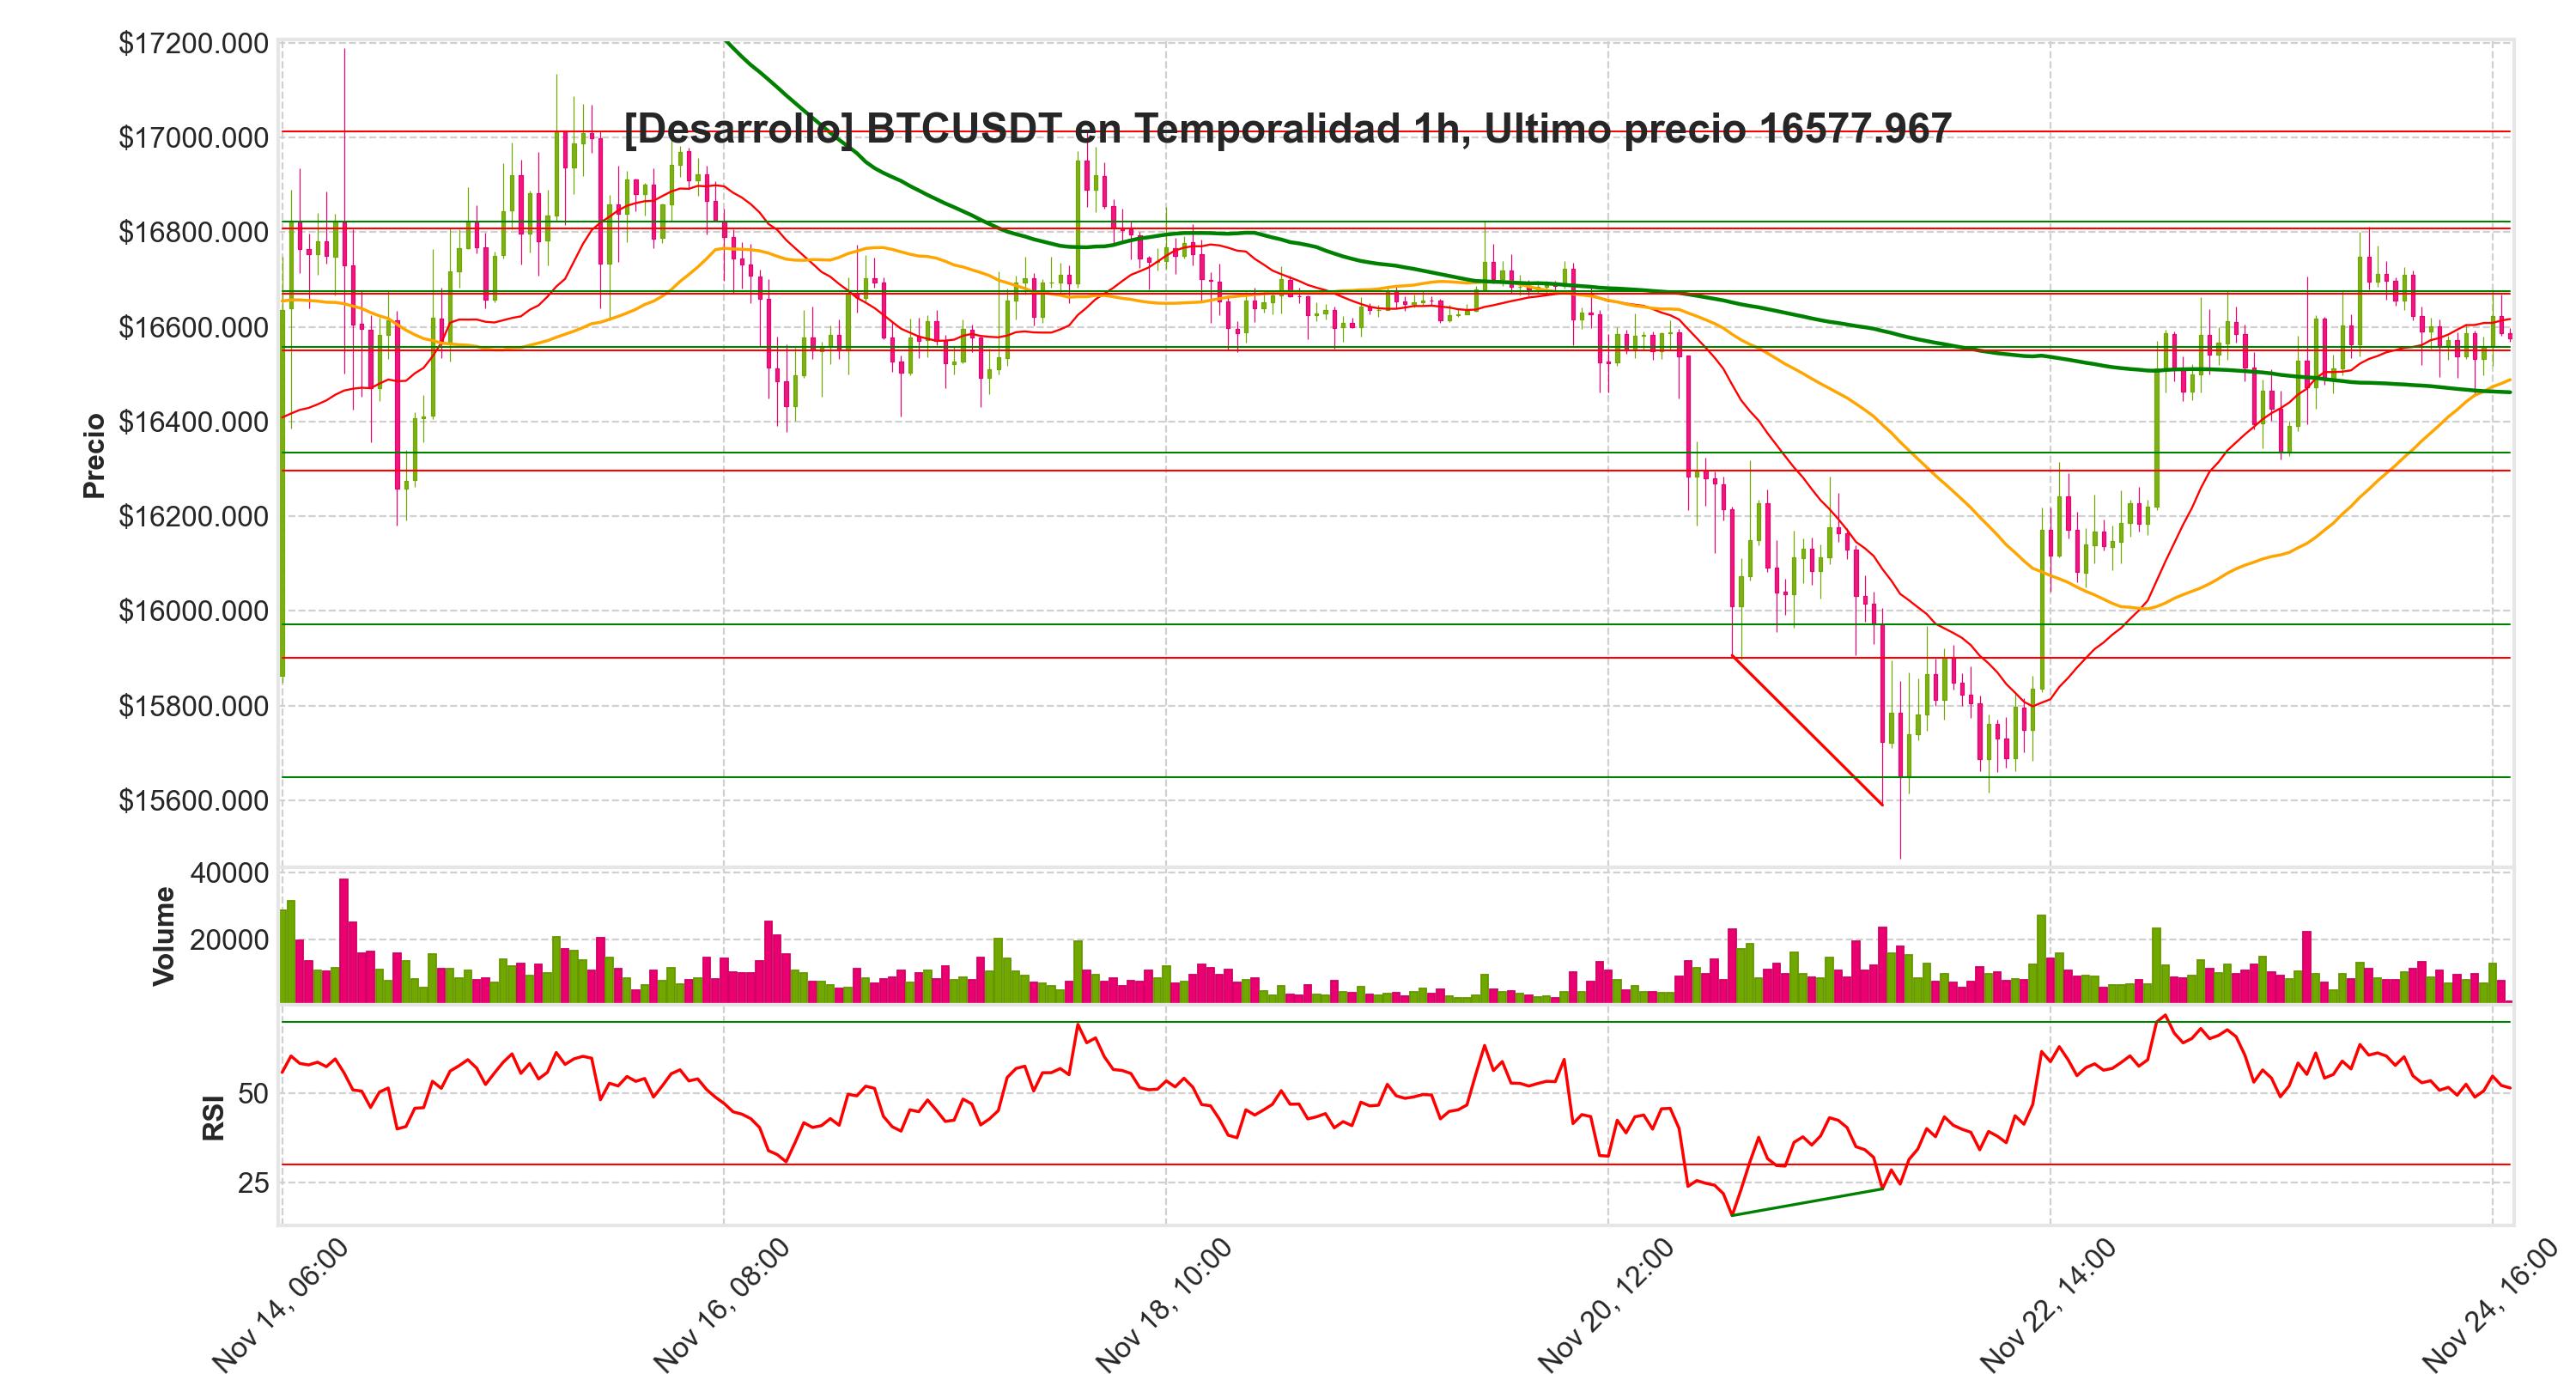 [Desarrollo] BTCUSDT en Temporalidad 1h, Ultimo precio 16577.967
Precio
$17200.000
$17000.000
$16800.000
$16600.000
$16400.000
$16200.000
$16000.000
$15800.000
$15600.000
Volume
40000
20000
RSI
50
25
Nov 14, 06:00
Nov 16, 08:00
Nov 18, 10:00
Nov 20, 12:00
Nov 22, 14:00
Nov 24, 16:00